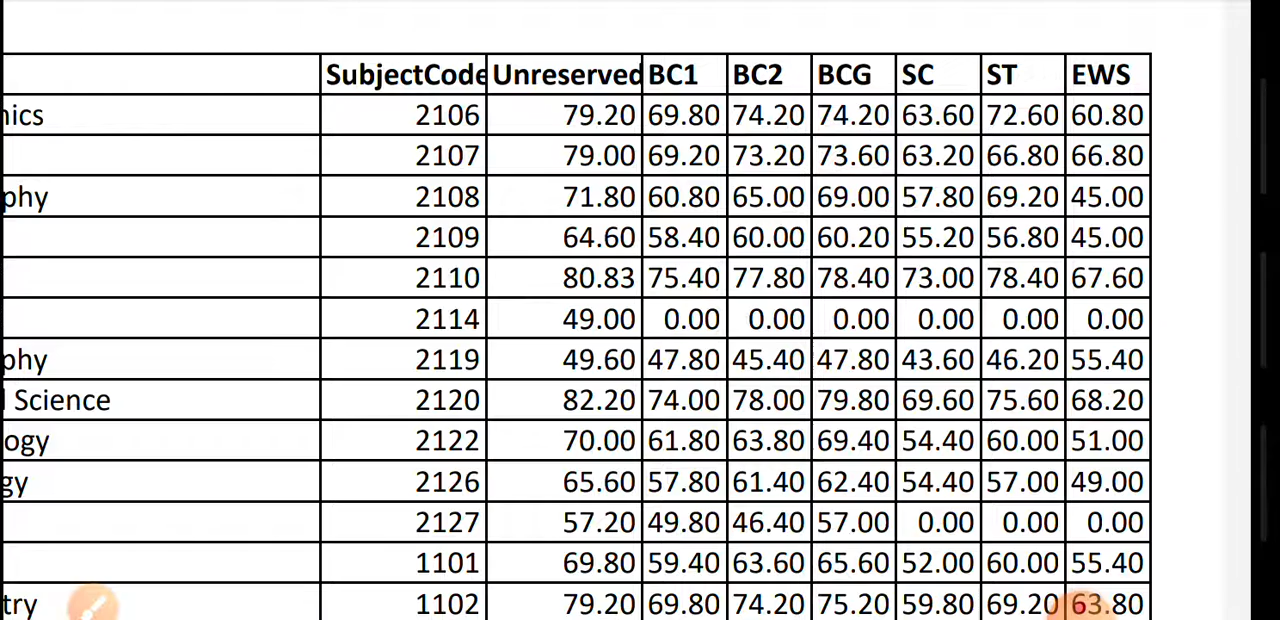 SubjectCode Unreserved BC1 BC2 BCG SC ST EWS
nics 2106 79.20 69.80 74.20 74.20 63.60 72.60 60.80
2107 79.00 69.20 73.20 73.60 63.20 66.80 66.80
phy 2108 71.80 60.80 65.00 69.00 57.80 69.20 45.00
2109 64.60 58.40 60.00 60.20 55.20 56.80 45.00
2110 80.83 75.40 77.80 78.40 73.00 78.40 67.60
2114 49.00 0.00 0.00 0.00 0.00 0.00 0.00
phy 2119 49.60 47.80 45.40 47.80 43.60 46.20 55.40
l Science 2120 82.20 74.00 78.00 79.80 69.60 75.60 68.20
ogy 2122 70.00 61.80 63.80 69.40 54.40 60.00 51.00
gy 2126 65.60 57.80 61.40 62.40 54.40 57.00 49.00
2127 57.20 49.80 46.40 57.00 0.00 0.00 0.00
1101 69.80 59.40 63.60 65.60 52.00 60.00 55.40
try 1102 79.20 69.80 74.20 75.20 59.80 69.20 63.80